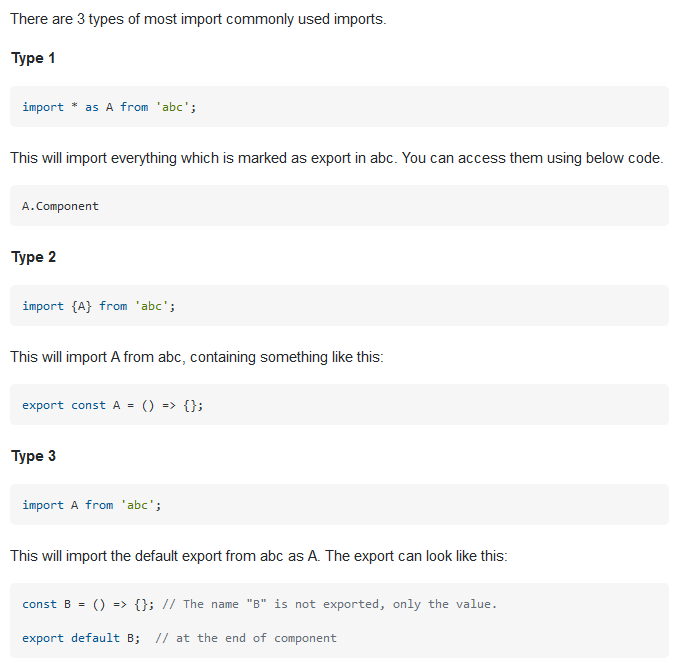 There are 3 types of most import commonly used imports.
Type 1
import * as A from 'abc';
This will import everything which is marked as export in abc. You can access them using below code.
A.Component
Type 2
import {A} from 'abc';
This will import A from abc, containing something like this:
export const A = () => {};
Type 3
import A from 'abc';
This will import the default export from abc as A. The export can look like this:
const B = () => {}; // The name "B" is not exported, only the value.
export default B;  // at the end of component